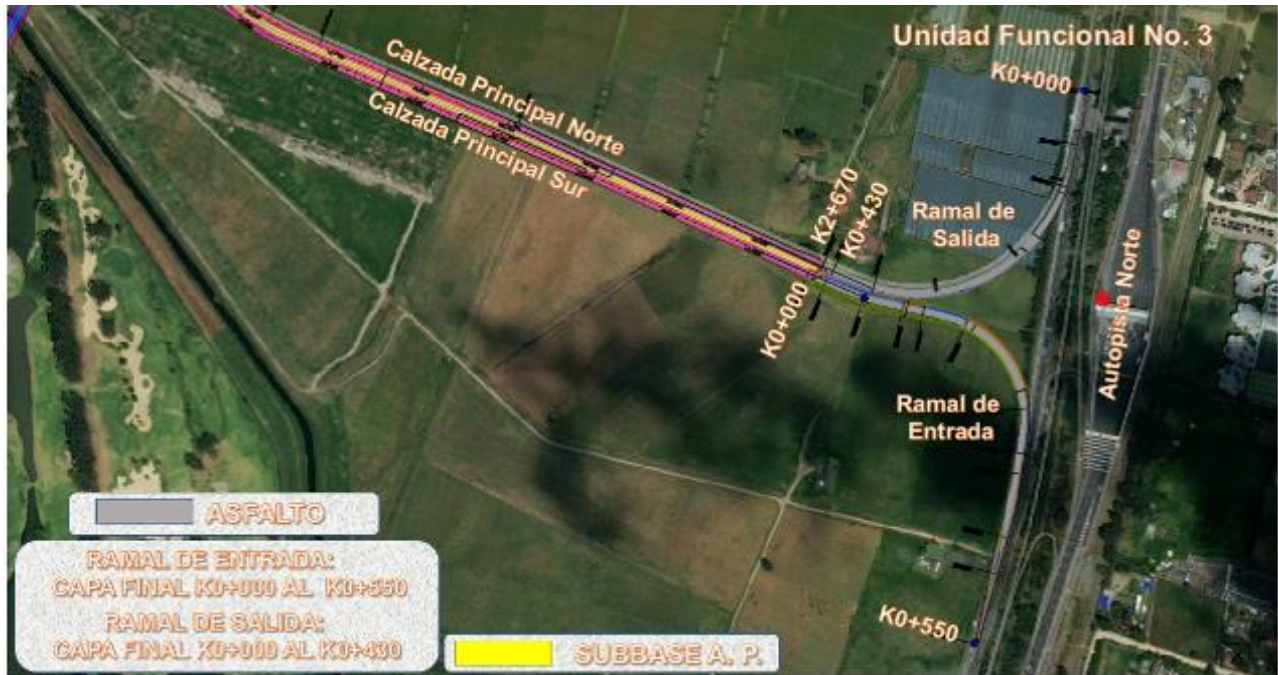 Unidad Funcional No. 3
K0+000
Calzada Principal Norte
Calzada Principal Sur
K2+670
K0+430
K0+000
Ramal de
Salida
Autopista Norte
Ramal de
Entrada
K0+550
ASFALTO
RAMAL DE ENTRADA:
CAPA FINAL K0+000 AL K0+550
RAMAL DE SALIDA:
CAPA FINAL K0+000 AL K0+430
SUBBASE A. P.